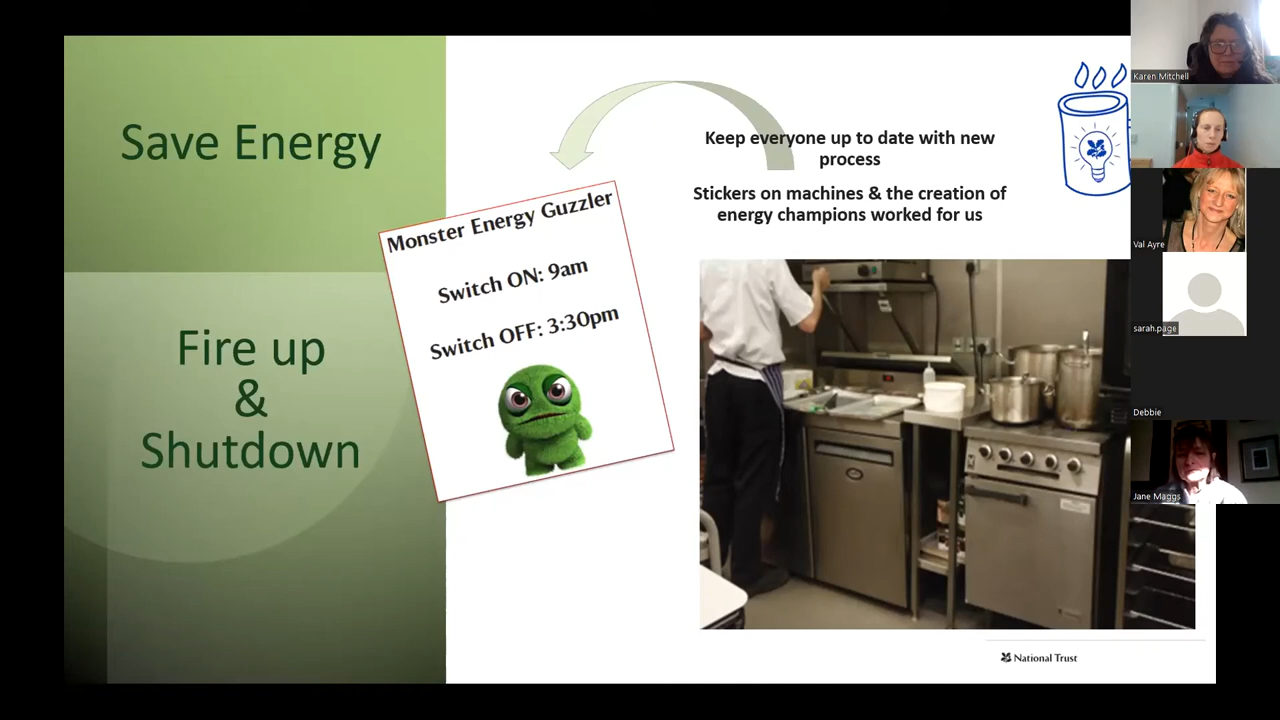 Save Energy
Fire up
&
Shutdown
Keep everyone up to date with new
process
Stickers on machines & the creation of
energy champions worked for us
Monster Energy Guzzler
Switch ON: 9am
Switch OFF: 3:30pm
National Trust
Karen Mitchell
Val Ayre
sarah.page
Debbie
Jane Maggs